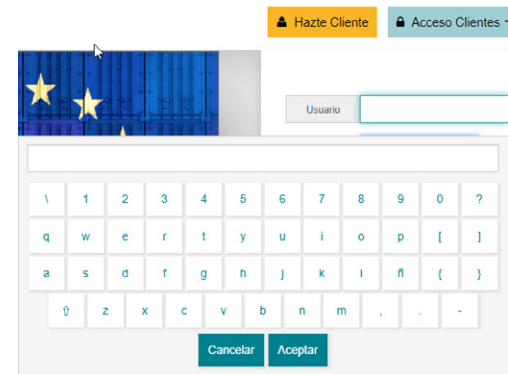 Hazte Cliente Acceso Clientes
Usuario
\ 1 2 3 4 5 6 7 8 9 0 ?
q w e r t y u i o p [ ]
a s d f g h j k l ñ { }
⇧ z x c v b n m , . -
Cancelar Aceptar